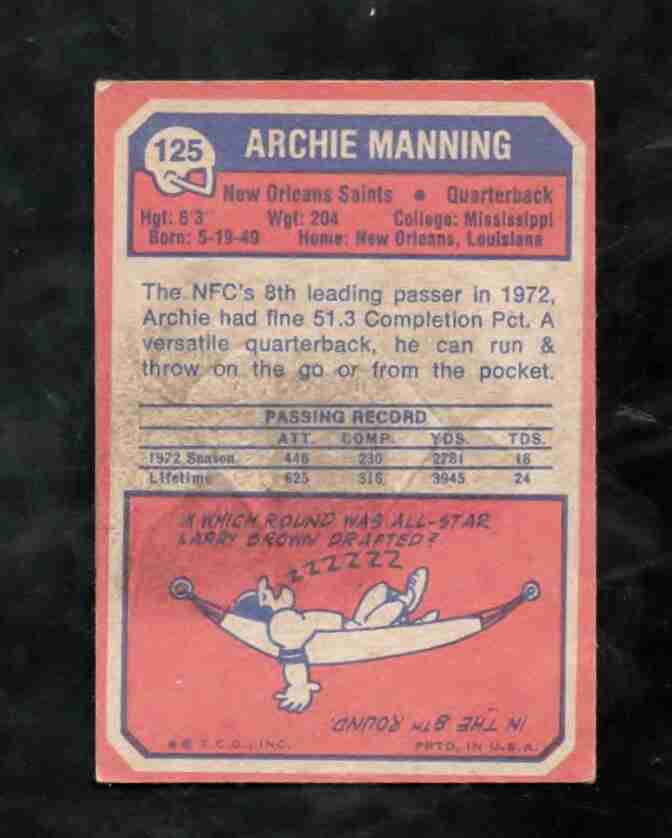 125 ARCHIE MANNING
New Orleans Saints • Quarterback
Hgt: 6'3" Wgt: 204 College: Mississippi
Born: 5-19-49 Home: New Orleans, Louisiana
The NFC's 8th leading passer in 1972,
Archie had fine 51.3 Completion Pct. A
versatile quarterback, he can run &
throw on the go or from the pocket.
PASSING RECORD
ATT. COMP. YDS. TDS.
1972 Season 448 230 2781 18
Lifetime 625 316 3945 24
IN WHICH ROUND WAS ALL-STAR
LARRY BROWN DRAFTED?
ZZZZZZZ
IN THE 8TH ROUND.
© T.C.G., INC. PRTD. IN U.S.A.